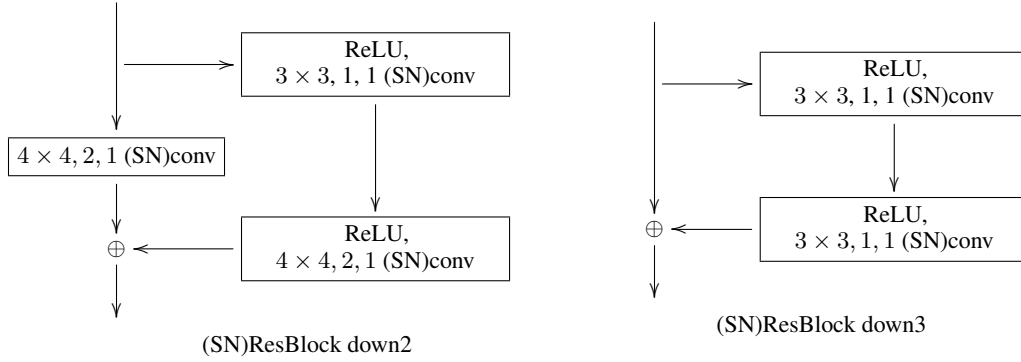 ReLU,
3 × 3, 1, 1 (SN)conv
4 × 4, 2, 1 (SN)conv
ReLU,
4 × 4, 2, 1 (SN)conv
⊕
(SN)ResBlock down2
ReLU,
3 × 3, 1, 1 (SN)conv
ReLU,
3 × 3, 1, 1 (SN)conv
⊕
(SN)ResBlock down3